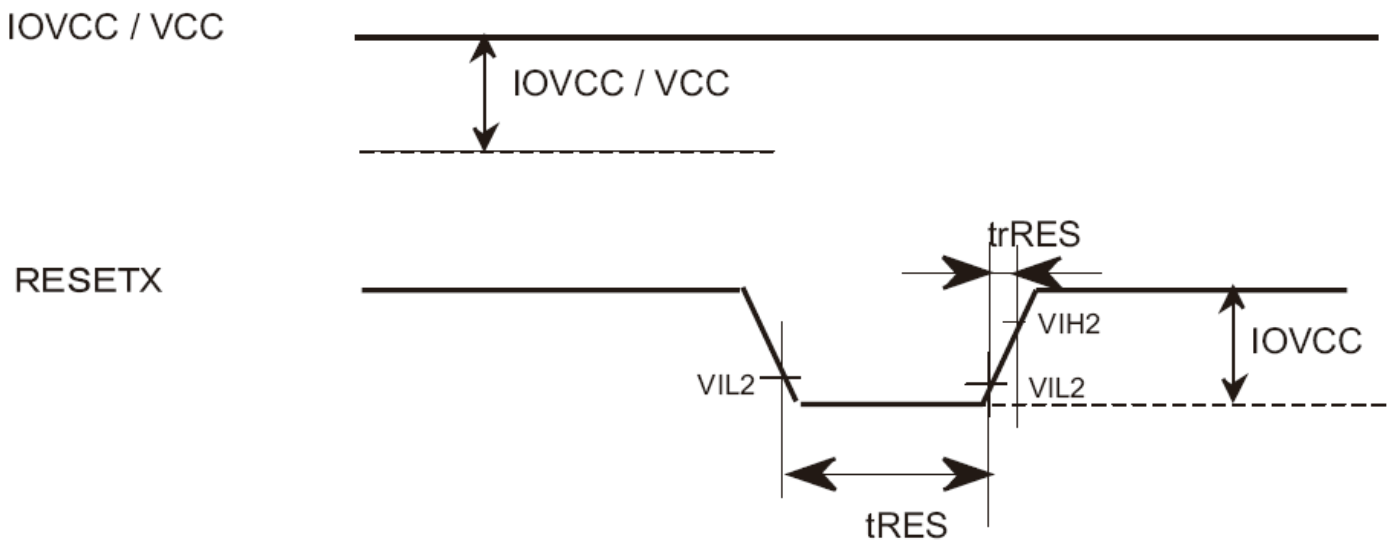 IOVCC / VCC
IOVCC / VCC
trRES
RESETX
VIH2
IOVCC
VIL2
VIL2
tRES